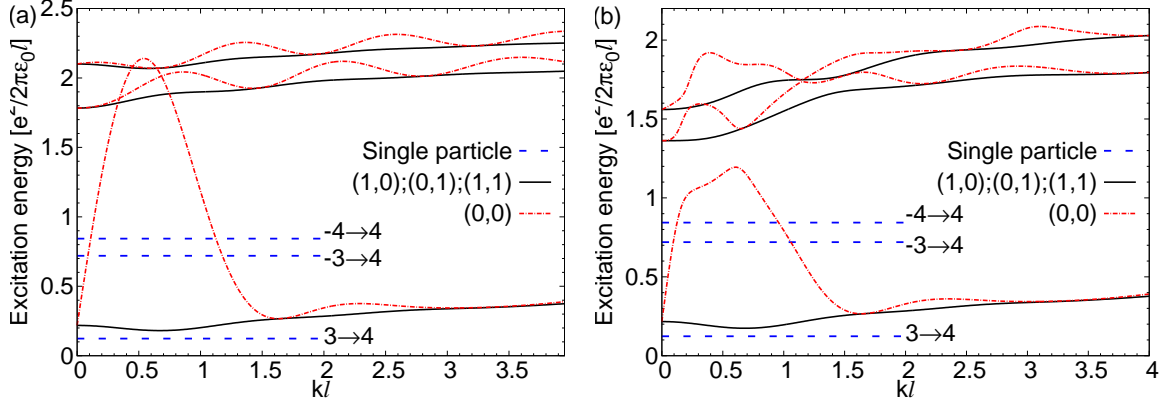 (a)
Excitation energy [e²/2πε₀l]
2.5
2
1.5
1
0.5
0
Single particle
(1,0);(0,1);(1,1)
(0,0)
-4→4
-3→4
3→4
0 0.5 1 1.5 2 2.5 3 3.5
kl
(b)
Excitation energy [e²/2πε₀l]
2
1.5
1
0.5
0
Single particle
(1,0);(0,1);(1,1)
(0,0)
-4→4
-3→4
3→4
0 0.5 1 1.5 2 2.5 3 3.5 4
kl